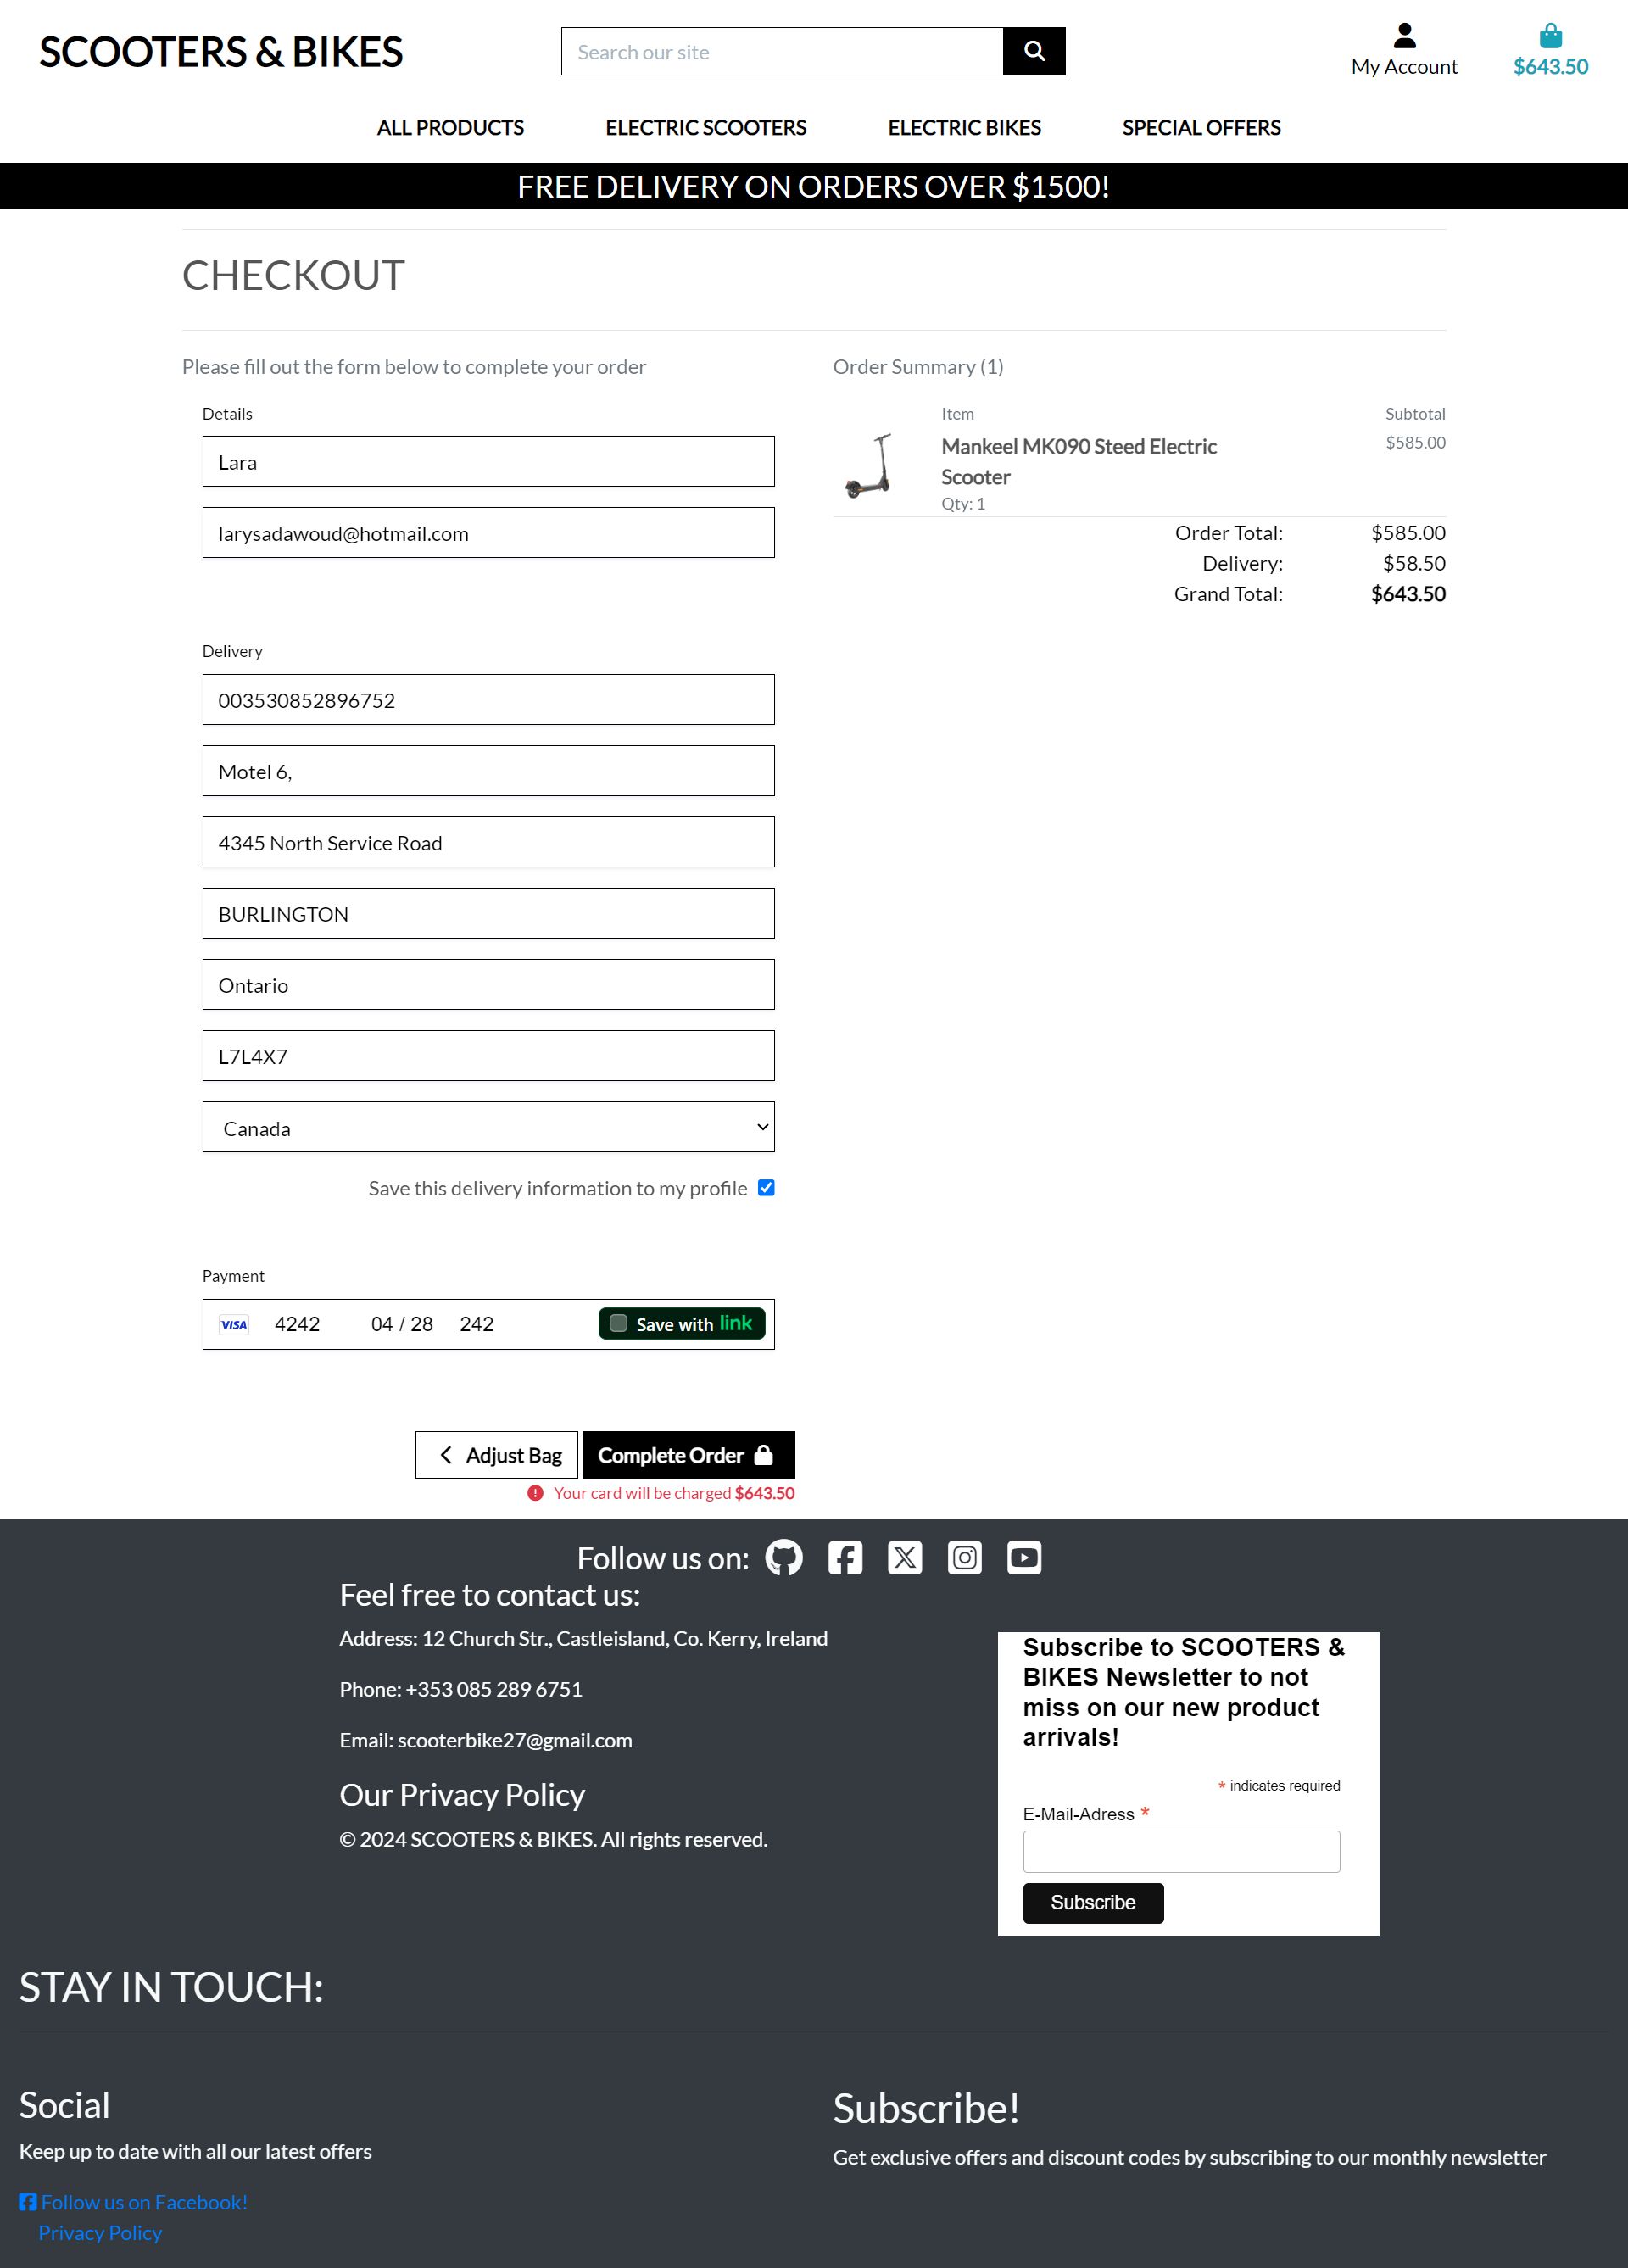 SCOOTERS & BIKES
Search our site
My Account
$643.50
ALL PRODUCTS
ELECTRIC SCOOTERS
ELECTRIC BIKES
SPECIAL OFFERS
FREE DELIVERY ON ORDERS OVER $1500!
CHECKOUT
Please fill out the form below to complete your order
Details
Lara
larysadawoud@hotmail.com
Delivery
003530852896752
Motel 6,
4345 North Service Road
BURLINGTON
Ontario
L7L4X7
Canada
Save this delivery information to my profile
Payment
VISA 4242 04 / 28 242 Save with link
Adjust Bag
Complete Order
Your card will be charged $643.50
Order Summary (1)
Item
Subtotal
Mankeel MK090 Steed Electric
$585.00
Scooter
Qty: 1
Order Total: $585.00
Delivery: $58.50
Grand Total: $643.50
Follow us on:
Feel free to contact us:
Address: 12 Church Str., Castleisland, Co. Kerry, Ireland
Phone: +353 085 289 6751
Email: scooterbike27@gmail.com
Our Privacy Policy
© 2024 SCOOTERS & BIKES. All rights reserved.
Subscribe to SCOOTERS &
BIKES Newsletter to not
miss on our new product
arrivals!
* indicates required
E-Mail-Adress *
Subscribe
STAY IN TOUCH:
Social
Keep up to date with all our latest offers
Follow us on Facebook!
Privacy Policy
Subscribe!
Get exclusive offers and discount codes by subscribing to our monthly newsletter